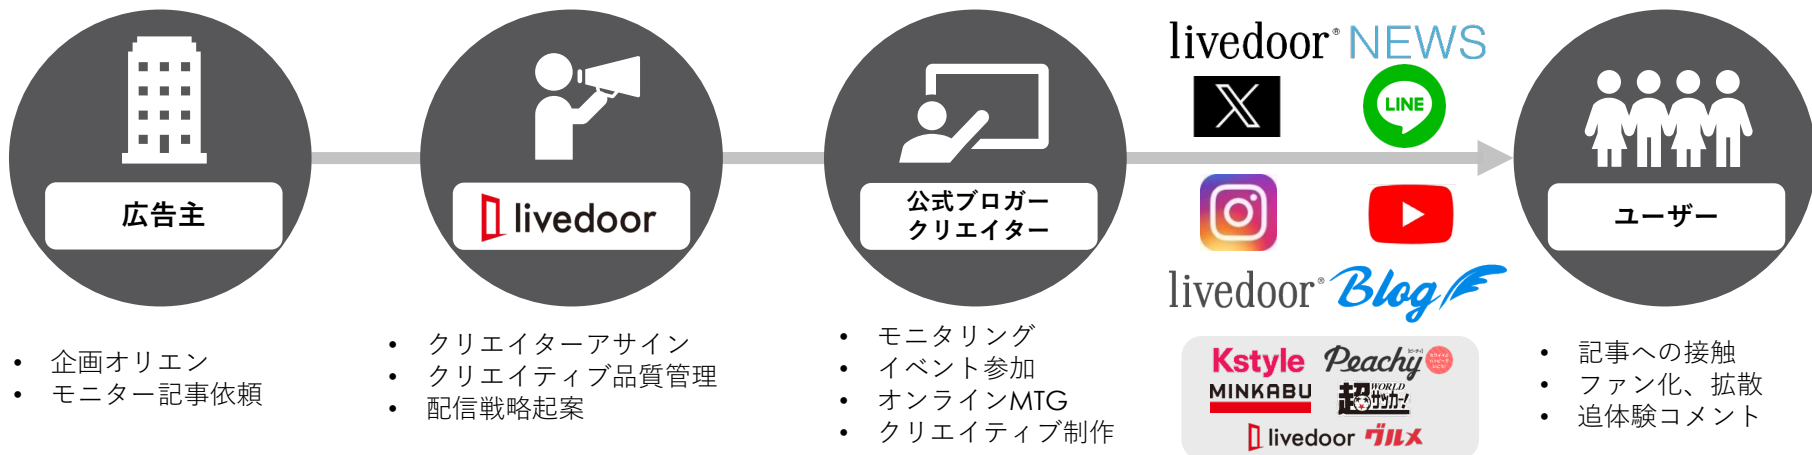 広告主
• 企画オリエン
• モニター記事依頼
livedoor
• クリエイターアサイン
• クリエイティブ品質管理
• 配信戦略起案
公式ブロガー
クリエイター
• モニタリング
• イベント参加
• オンラインMTG
• クリエイティブ制作
livedoor® NEWS
X
LINE
livedoor® Blog
Kstyle Peachy
MINKABU 超WORLDサッカー!
livedoor グルメ
ユーザー
• 記事への接触
• ファン化、拡散
• 追体験コメント